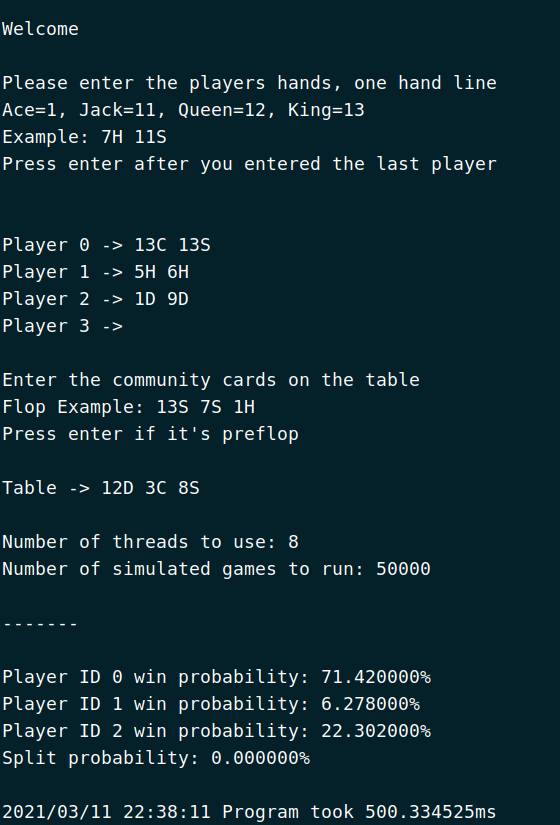 Welcome
Please enter the players hands, one hand line
Ace=1, Jack=11, Queen=12, King=13
Example: 7H 11S
Press enter after you entered the last player
Player 0 -> 13C 13S
Player 1 -> 5H 6H
Player 2 -> 1D 9D
Player 3 ->
Enter the community cards on the table
Flop Example: 13S 7S 1H
Press enter if it's preflop
Table -> 12D 3C 8S
Number of threads to use: 8
Number of simulated games to run: 50000
-------
Player ID 0 win probability: 71.420000%
Player ID 1 win probability: 6.278000%
Player ID 2 win probability: 22.302000%
Split probability: 0.000000%
2021/03/11 22:38:11 Program took 500.334525ms